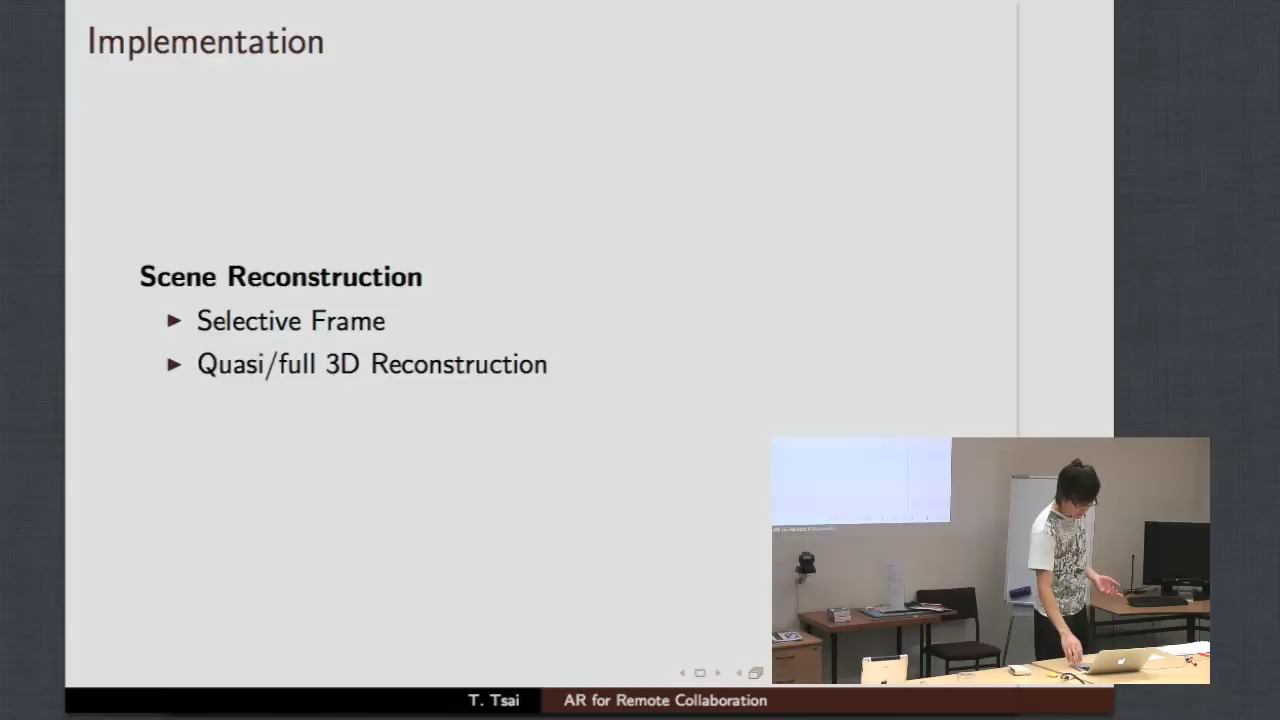 Implementation
Scene Reconstruction
Selective Frame
Quasi/full 3D Reconstruction
T. Tsai
AR for Remote Collaboration